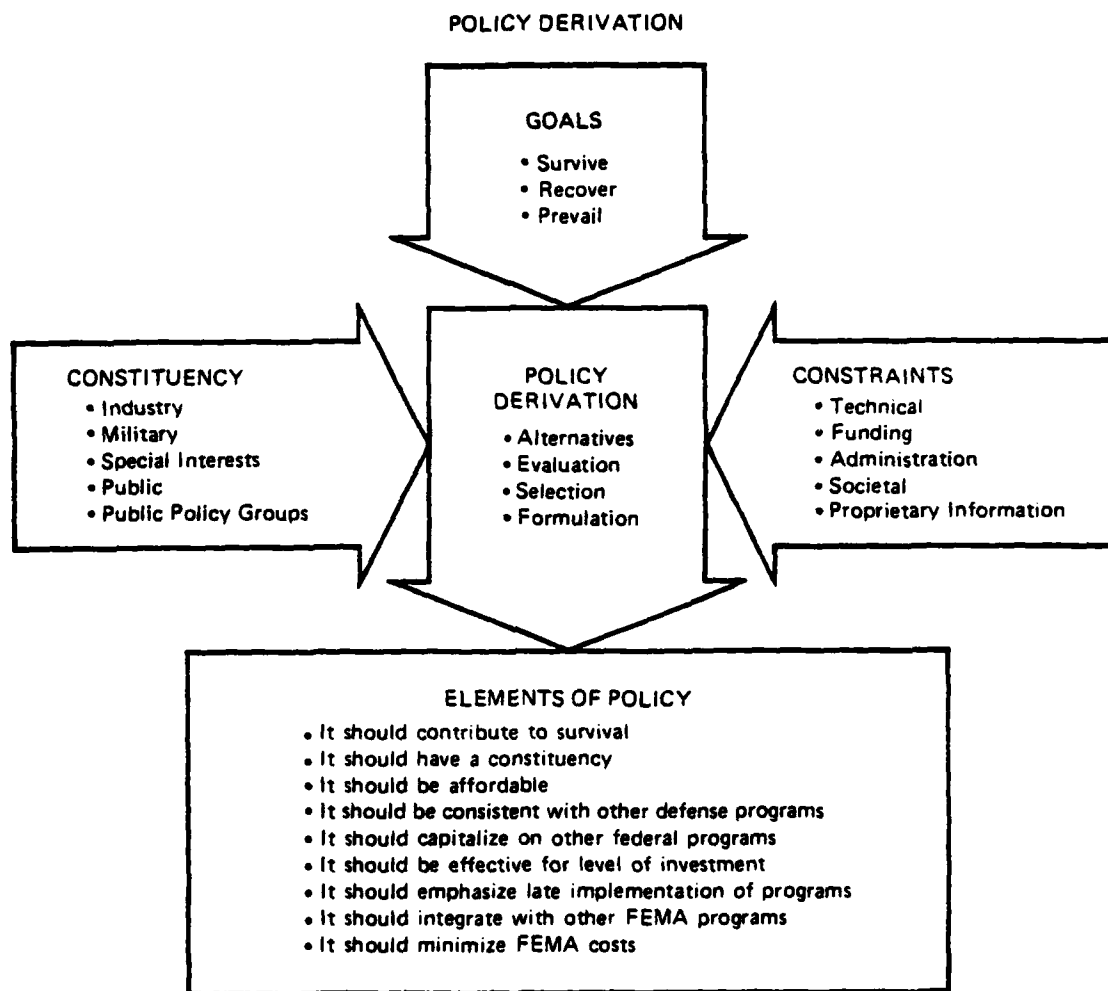 POLICY DERIVATION
GOALS
• Survive
• Recover
• Prevail
CONSTITUENCY
• Industry
• Military
• Special Interests
• Public
• Public Policy Groups
POLICY
DERIVATION
• Alternatives
• Evaluation
• Selection
• Formulation
CONSTRAINTS
• Technical
• Funding
• Administration
• Societal
• Proprietary Information
ELEMENTS OF POLICY
• It should contribute to survival
• It should have a constituency
• It should be affordable
• It should be consistent with other defense programs
• It should capitalize on other federal programs
• It should be effective for level of investment
• It should emphasize late implementation of programs
• It should integrate with other FEMA programs
• It should minimize FEMA costs